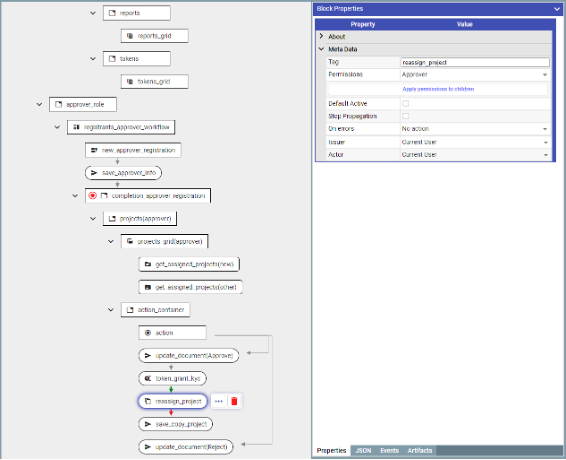 reports
reports_grid
tokens
tokens_grid
approver_role
registrants_approver_workflow
new_approver_registration
save_approver_info
completion_approver_registration
projects(approver)
projects_grid(approver)
get_assigned_projects(new)
get_assigned_projects(other)
action_container
action
update_document(Approve)
token_grant_kyc
reassign_project
save_copy_project
update_document(Reject)
Block Properties
Property Value
About
Meta Data
Tag reassign_project
Permissions Approver
Apply permissions to children
Default Active
Stop Propagation
On errors No action
Issuer Current User
Actor Current User
Properties JSON Events Artifacts